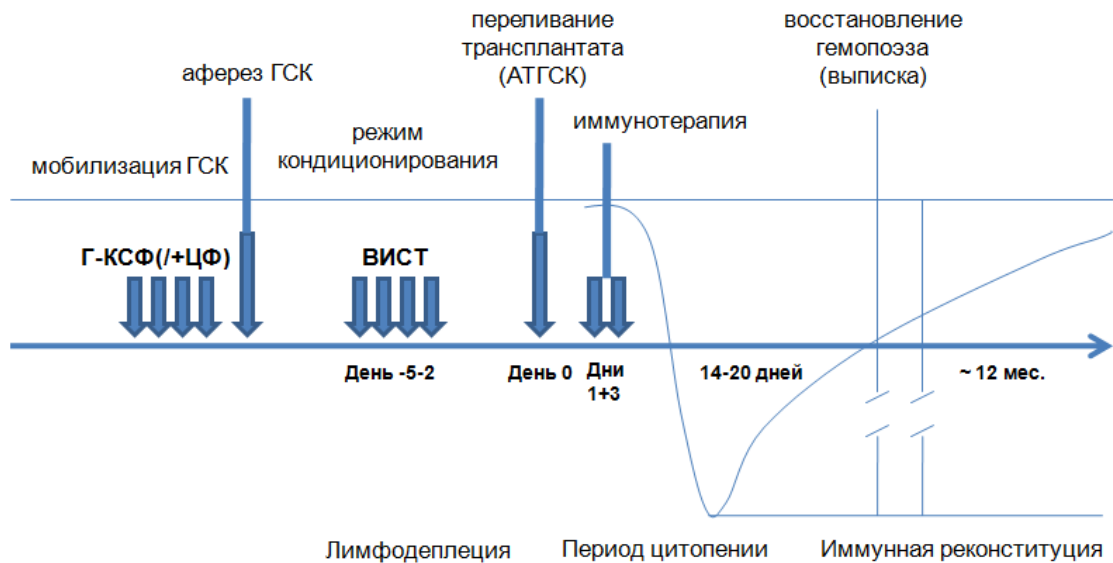 переливание
трансплантата
(АТГСК)
восстановление
гемопоэза
(выписка)
аферез ГСК
иммунотерапия
режим
кондиционирования
мобилизация ГСК
Г-КСФ(/+ЦФ)
ВИСТ
День -5-2
День 0
Дни
1+3
14-20 дней
~ 12 мес.
Лимфодеплеция
Период цитопении
Иммунная реконституция